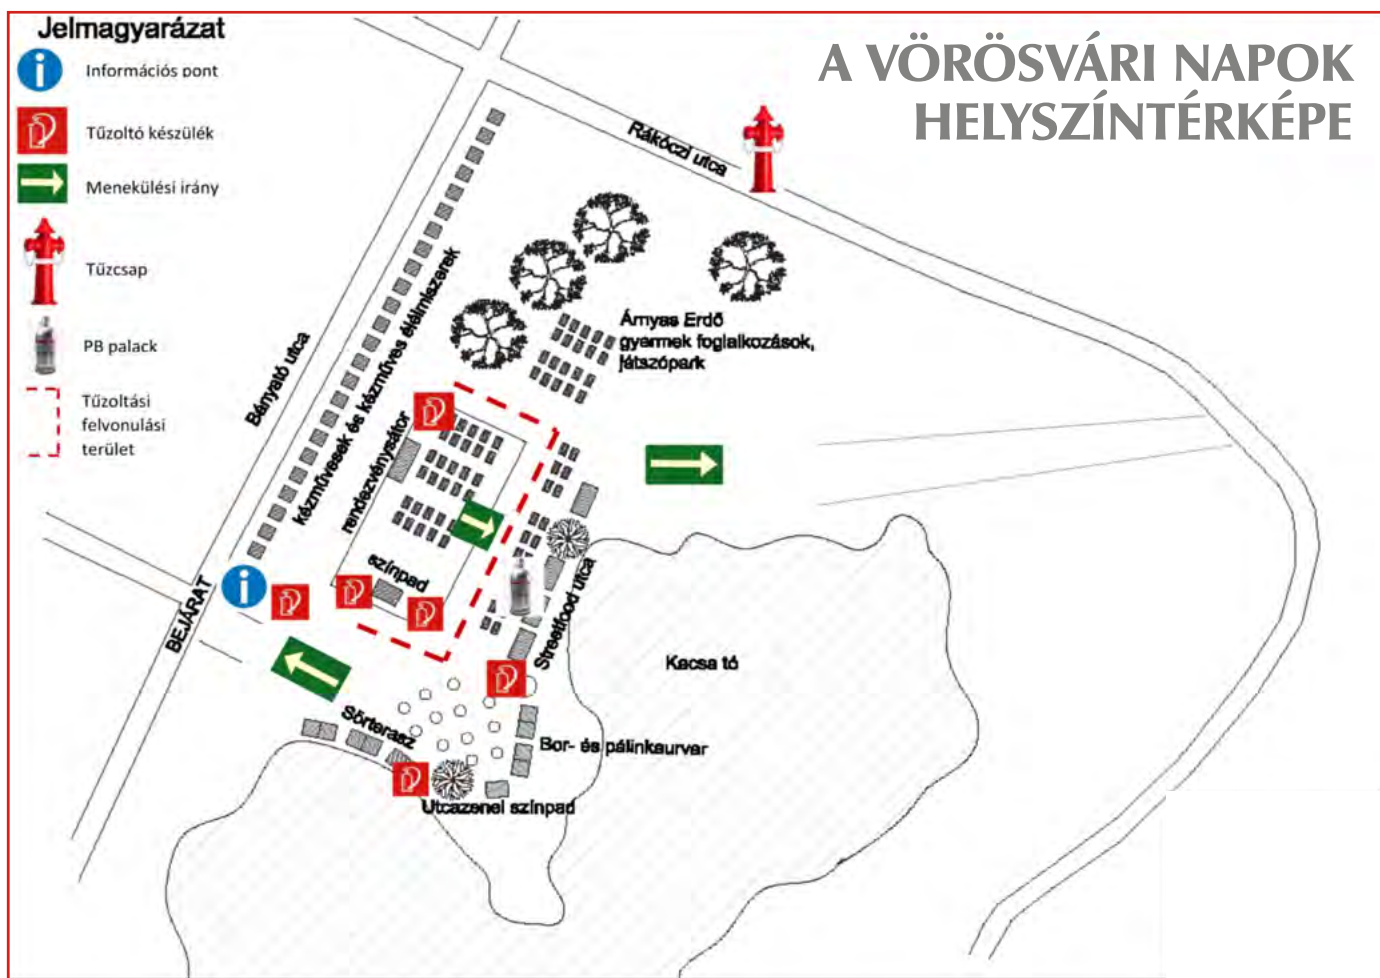 Jelmagyarázat
Információs pont
Tűzoltó készülék
Menekülési irány
Tűzcsap
PB palack
Tűzoltási
felvonulási
terület
A VÖRÖSVÁRI NAPOK
HELYSZÍNTÉRKÉPE
Rákóczi utca
Bányató utca
kézművesek és kézműves élelmiszerek
Árnyas Erdő
gyermek foglalkozások,
játszópark
rendezvénysátor
színpad
BEJÁRAT
Streetfood utca
Kacsa tó
Sörterasz
Bor- és pálinkaurvar
Utcazenei színpad